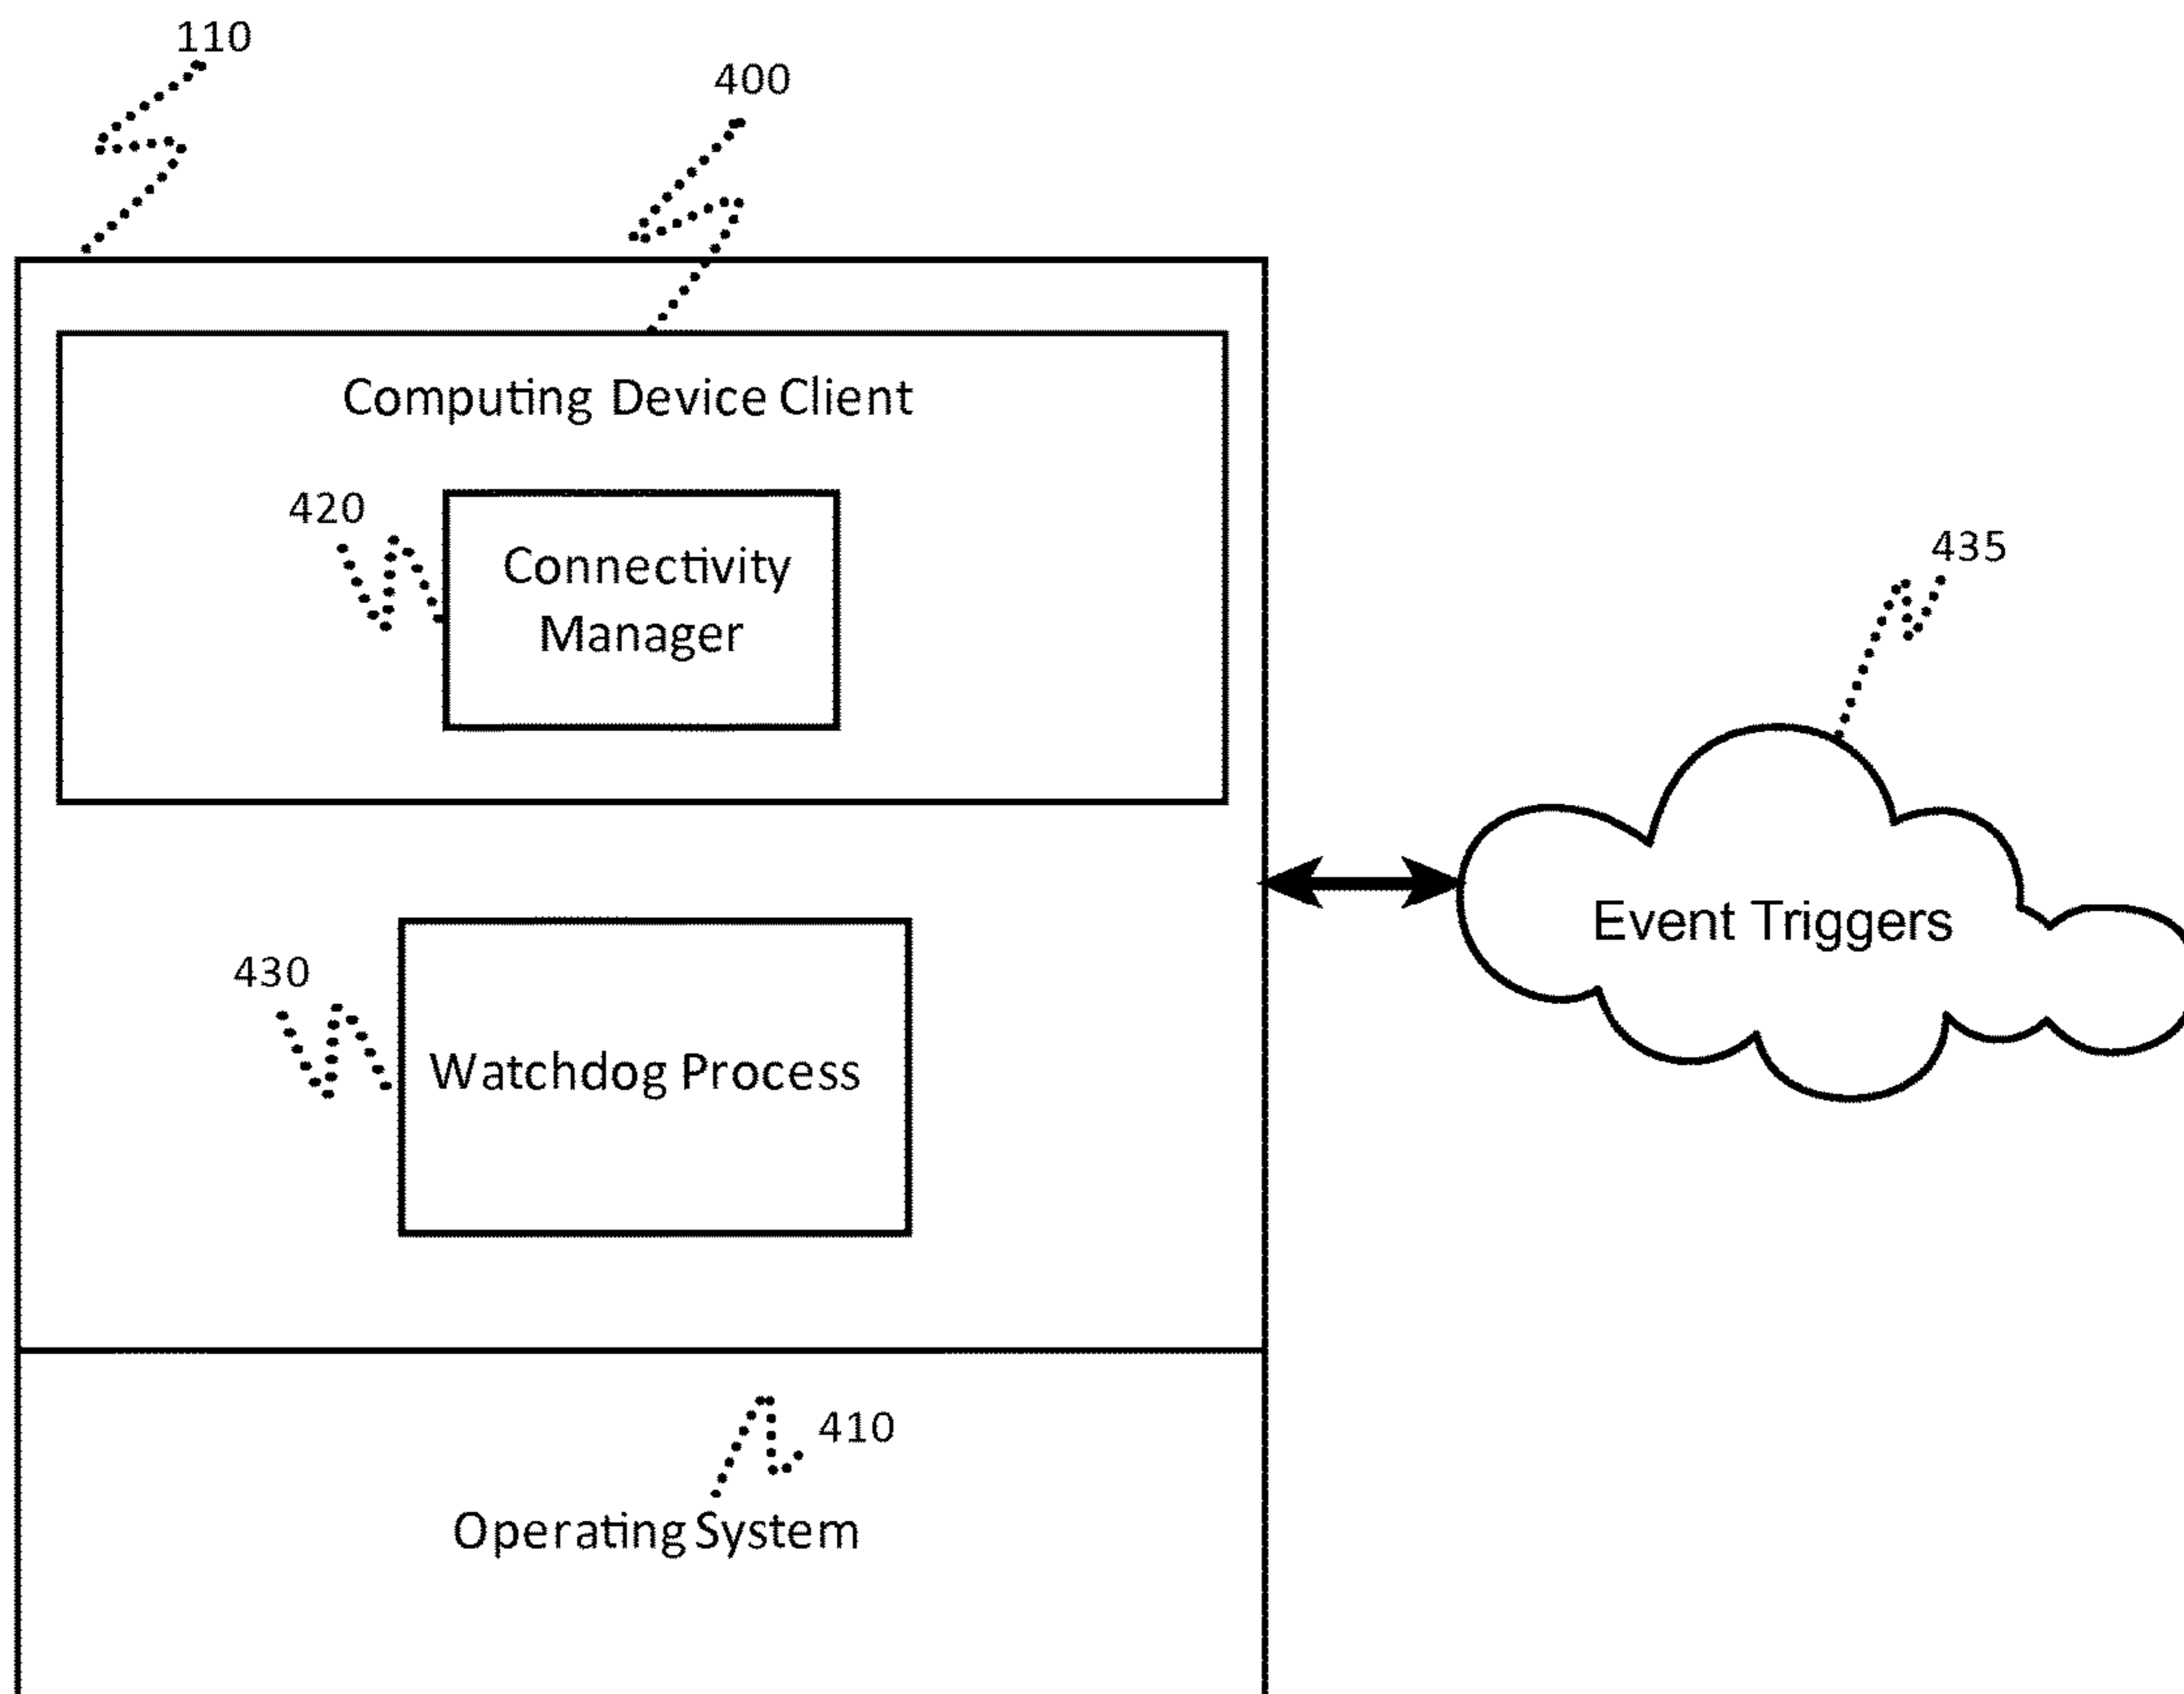 110
400
Computing Device Client
420
Connectivity
Manager
435
Event Triggers
430
Watchdog Process
410
Operating System